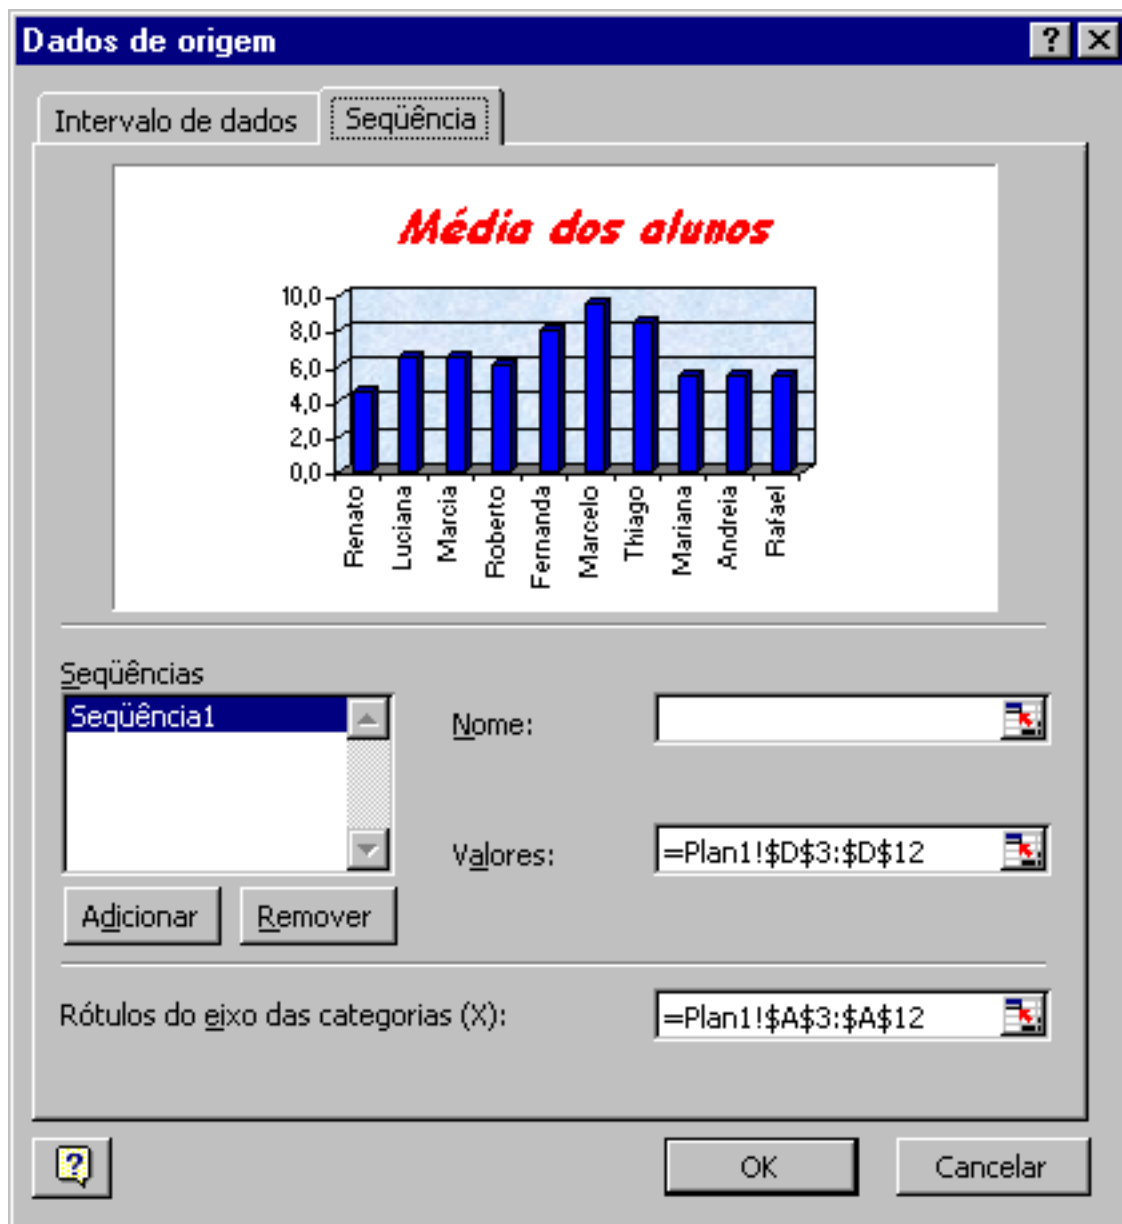 Dados de origem
Intervalo de dados
Seqüência
Média dos alunos
10,0
8,0
6,0
4,0
2,0
0,0
Renato
Luciana
Marcia
Roberto
Fernanda
Marcelo
Thiago
Mariana
Andreia
Rafael
Seqüências
Seqüência1
Nome:
Valores:
=Plan1!$D$3:$D$12
Adicionar
Remover
Rótulos do eixo das categorias (X):
=Plan1!$A$3:$A$12
OK
Cancelar